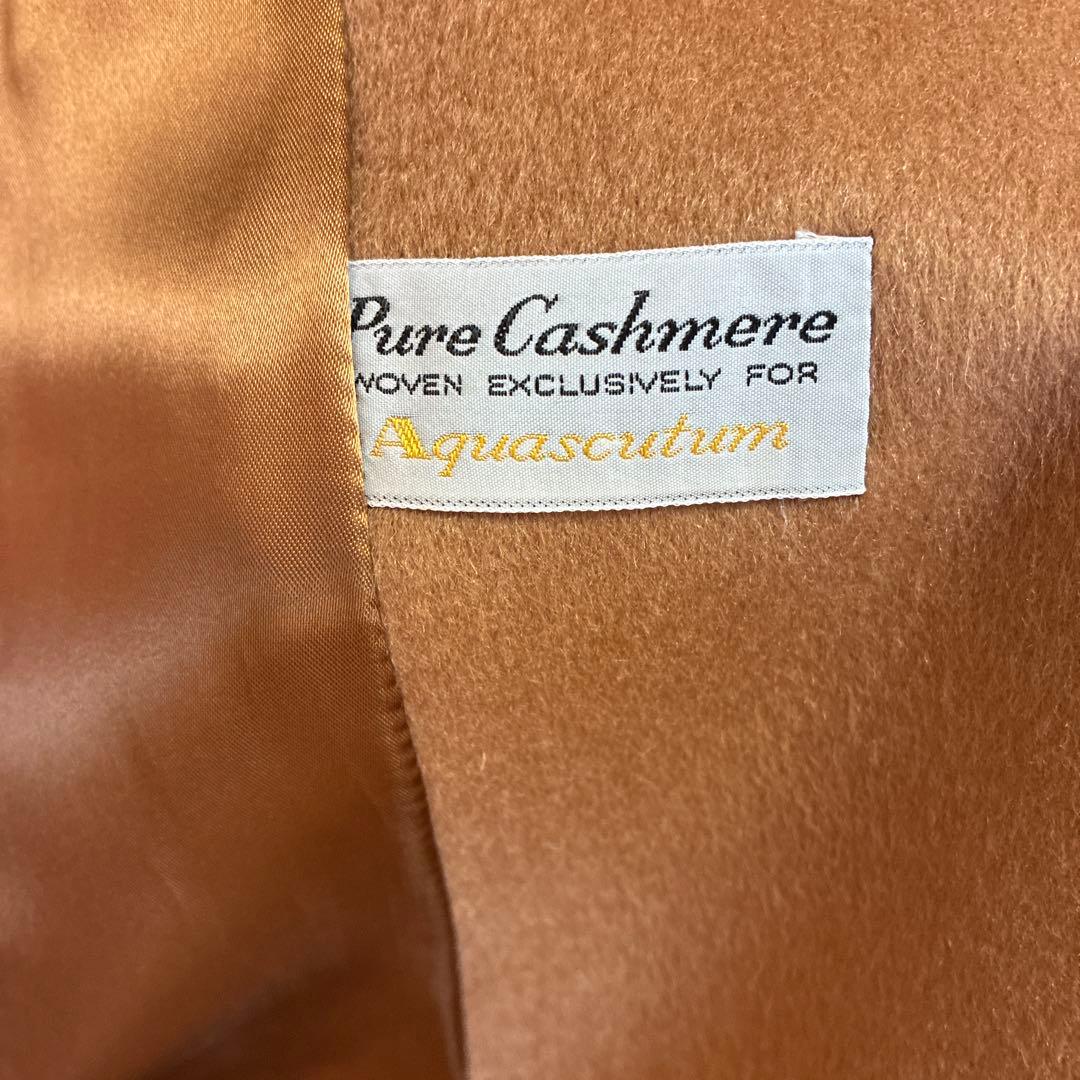 Pure Cashmere
WOVEN EXCLUSIVELY FOR
Aquascutum